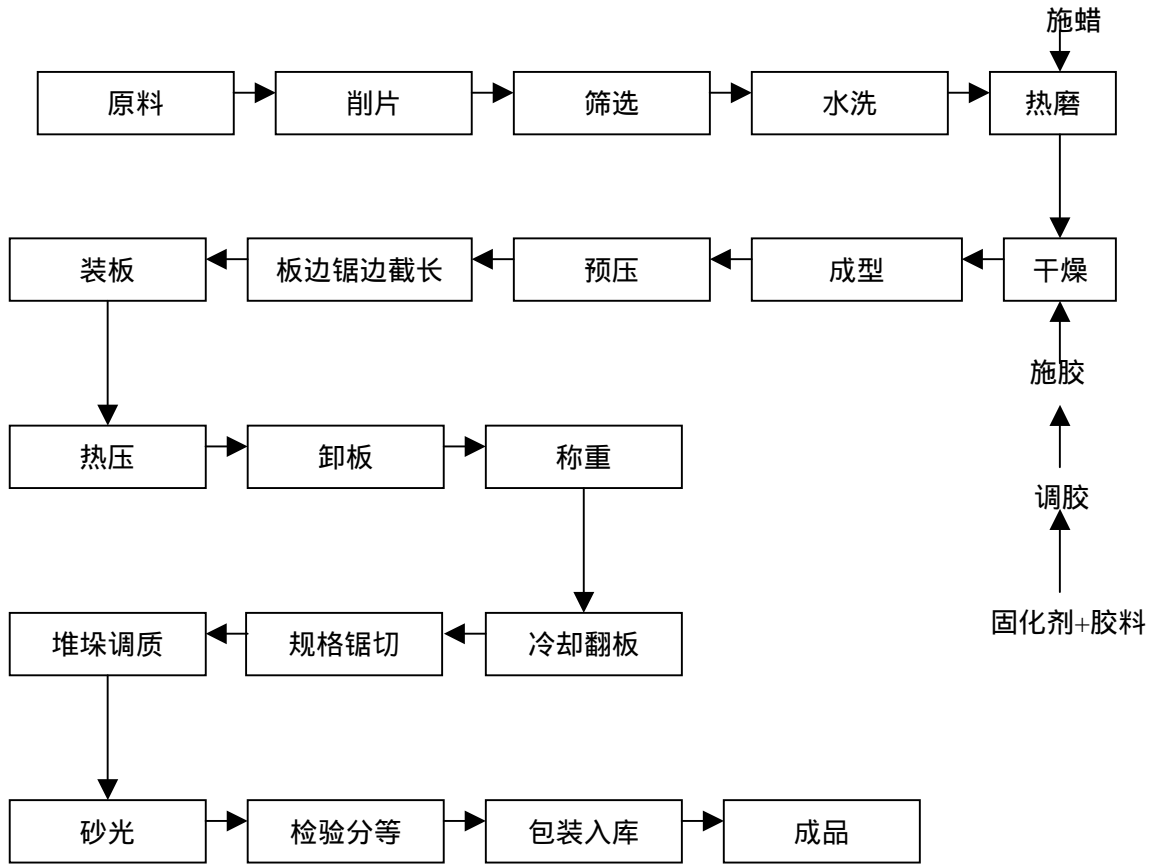 施蜡
原料
削片
筛选
水洗
热磨
装板
板边锯边截长
预压
成型
干燥
施胶
热压
卸板
称重
调胶
固化剂+胶料
堆垛调质
规格锯切
冷却翻板
砂光
检验分等
包装入库
成品